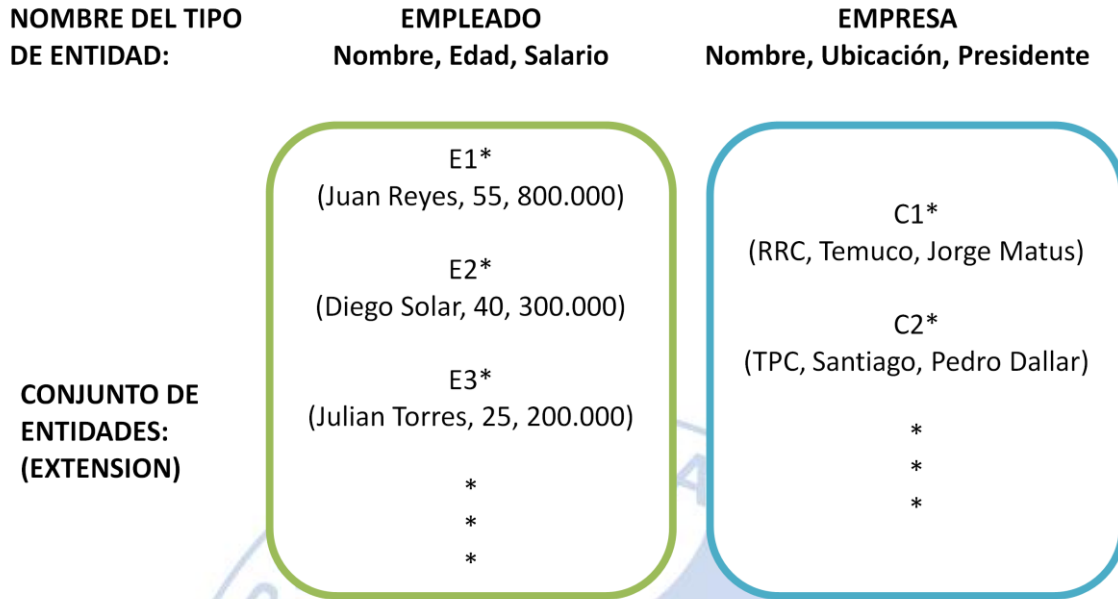 NOMBRE DEL TIPO
DE ENTIDAD:
EMPLEADO
Nombre, Edad, Salario
EMPRESA
Nombre, Ubicación, Presidente
E1*
(Juan Reyes, 55, 800.000)
E2*
(Diego Solar, 40, 300.000)
E3*
(Julian Torres, 25, 200.000)
*
*
*
C1*
(RRC, Temuco, Jorge Matus)
C2*
(TPC, Santiago, Pedro Dallar)
*
*
*
CONJUNTO DE
ENTIDADES:
(EXTENSION)